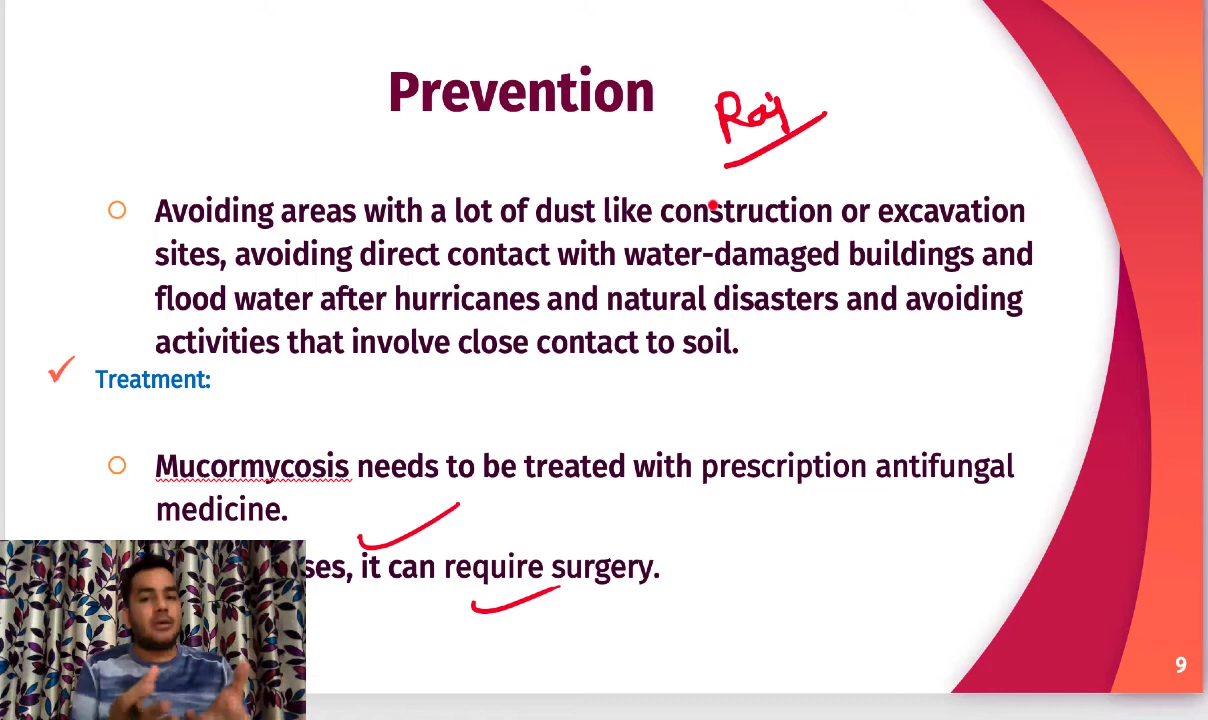 Prevention
Raj
Avoiding areas with a lot of dust like construction or excavation
sites, avoiding direct contact with water-damaged buildings and
flood water after hurricanes and natural disasters and avoiding
activities that involve close contact to soil.
Treatment:
Mucormycosis needs to be treated with prescription antifungal
medicine.
ses, it can require surgery.
9